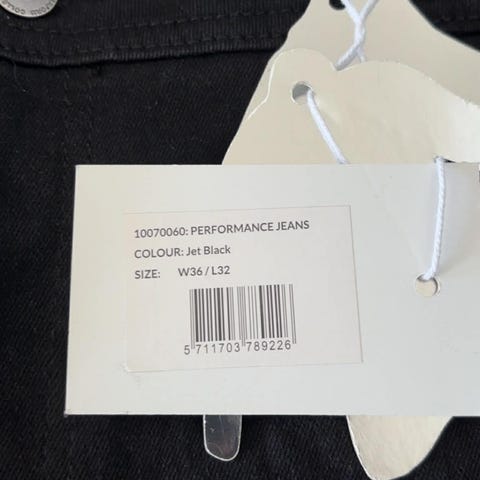 10070060: PERFORMANCE JEANS
COLOUR: Jet Black
SIZE: W36 / L32
5 711703 789226